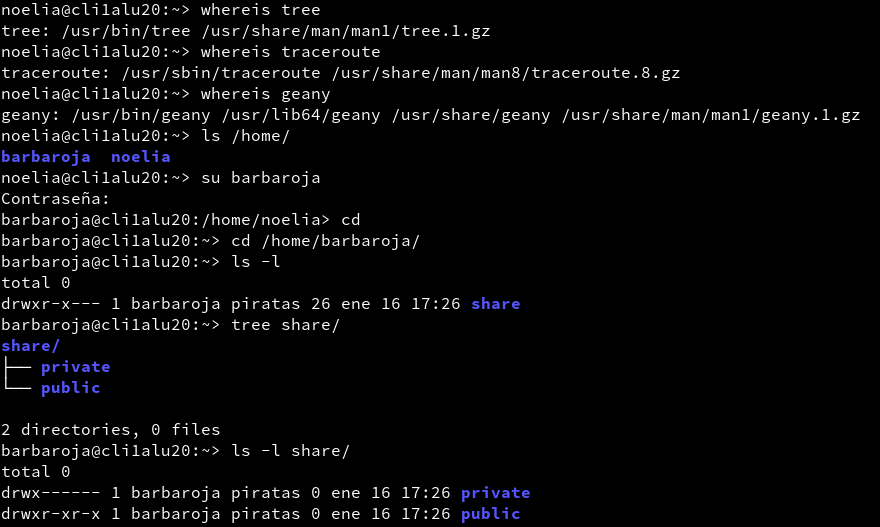 noelia@cli1alu20:~> whereis tree
tree: /usr/bin/tree /usr/share/man/man1/tree.1.gz
noelia@cli1alu20:~> whereis traceroute
traceroute: /usr/sbin/traceroute /usr/share/man/man8/traceroute.8.gz
noelia@cli1alu20:~> whereis geany
geany: /usr/bin/geany /usr/lib64/geany /usr/share/geany /usr/share/man/man1/geany.1.gz
noelia@cli1alu20:~> ls /home/
barbaroja  noelia
noelia@cli1alu20:~> su barbaroja
Contraseña:
barbaroja@cli1alu20:/home/noelia> cd
barbaroja@cli1alu20:~> cd /home/barbaroja/
barbaroja@cli1alu20:~> ls -l
total 0
drwxr-x--- 1 barbaroja piratas 26 ene 16 17:26 share
barbaroja@cli1alu20:~> tree share/
share/
├── private
└── public
2 directories, 0 files
barbaroja@cli1alu20:~> ls -l share/
total 0
drwx------ 1 barbaroja piratas 0 ene 16 17:26 private
drwxr-xr-x 1 barbaroja piratas 0 ene 16 17:26 public